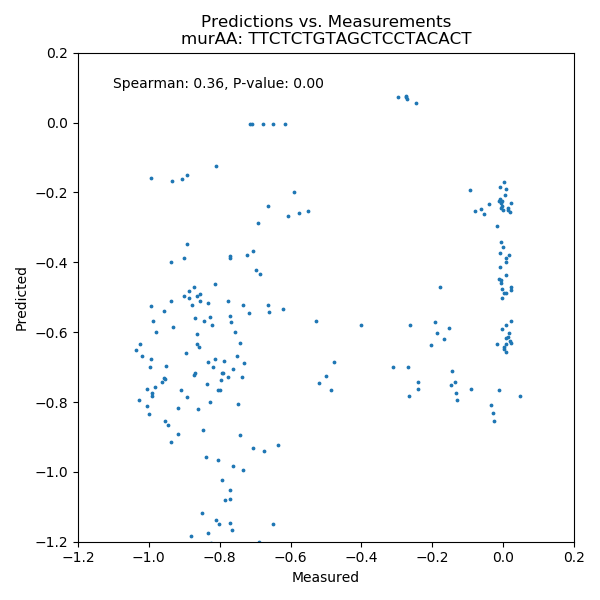 Predictions vs. Measurements
murAA: TTCTCTGTAGCTCCTACACT
Spearman: 0.36, P-value: 0.00
0.2
0.0
−0.2
−0.4
−0.6
−0.8
−1.0
−1.2
Predicted
−1.2 −1.0 −0.8 −0.6 −0.4 −0.2 0.0 0.2
Measured